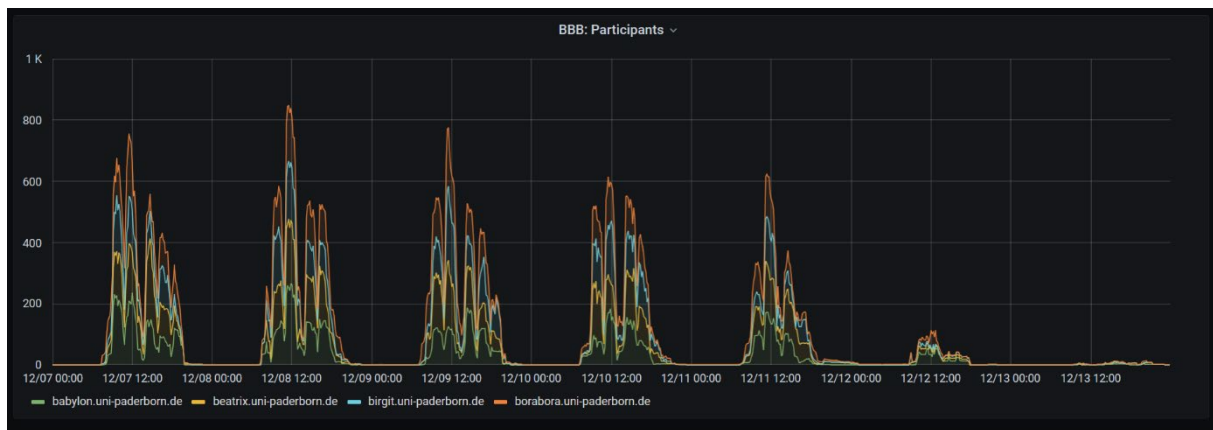 BBB: Participants
1 K
800
600
400
200
0
12/07 00:00 12/07 12:00 12/08 00:00 12/08 12:00 12/09 00:00 12/09 12:00 12/10 00:00 12/10 12:00 12/11 00:00 12/11 12:00 12/12 00:00 12/12 12:00 12/13 00:00 12/13 12:00
babylon.uni-paderborn.de beatrix.uni-paderborn.de birgit.uni-paderborn.de borabora.uni-paderborn.de